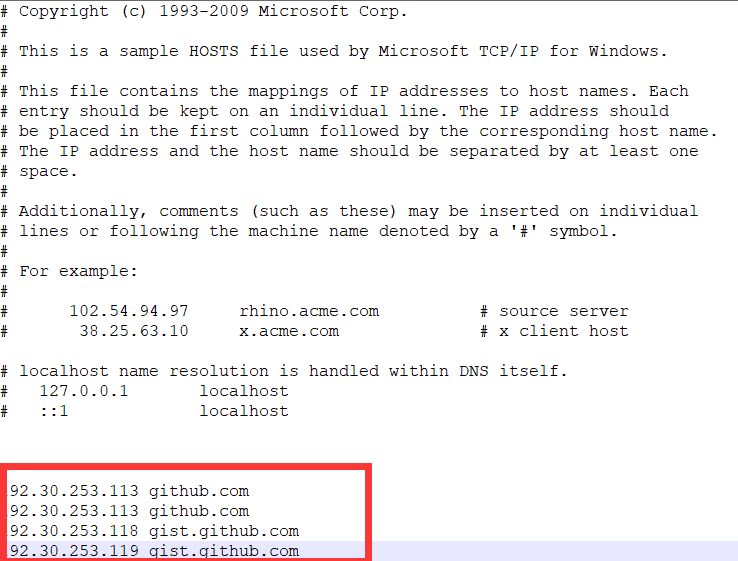 # Copyright (c) 1993-2009 Microsoft Corp.
#
# This is a sample HOSTS file used by Microsoft TCP/IP for Windows.
#
# This file contains the mappings of IP addresses to host names. Each
# entry should be kept on an individual line. The IP address should
# be placed in the first column followed by the corresponding host name.
# The IP address and the host name should be separated by at least one
# space.
#
# Additionally, comments (such as these) may be inserted on individual
# lines or following the machine name denoted by a '#' symbol.
#
# For example:
#
#      102.54.94.97     rhino.acme.com          # source server
#       38.25.63.10     x.acme.com              # x client host

# localhost name resolution is handled within DNS itself.
#   127.0.0.1       localhost
#   ::1             localhost

92.30.253.113 github.com
92.30.253.113 github.com
92.30.253.118 gist.github.com
92.30.253.119 gist.github.com